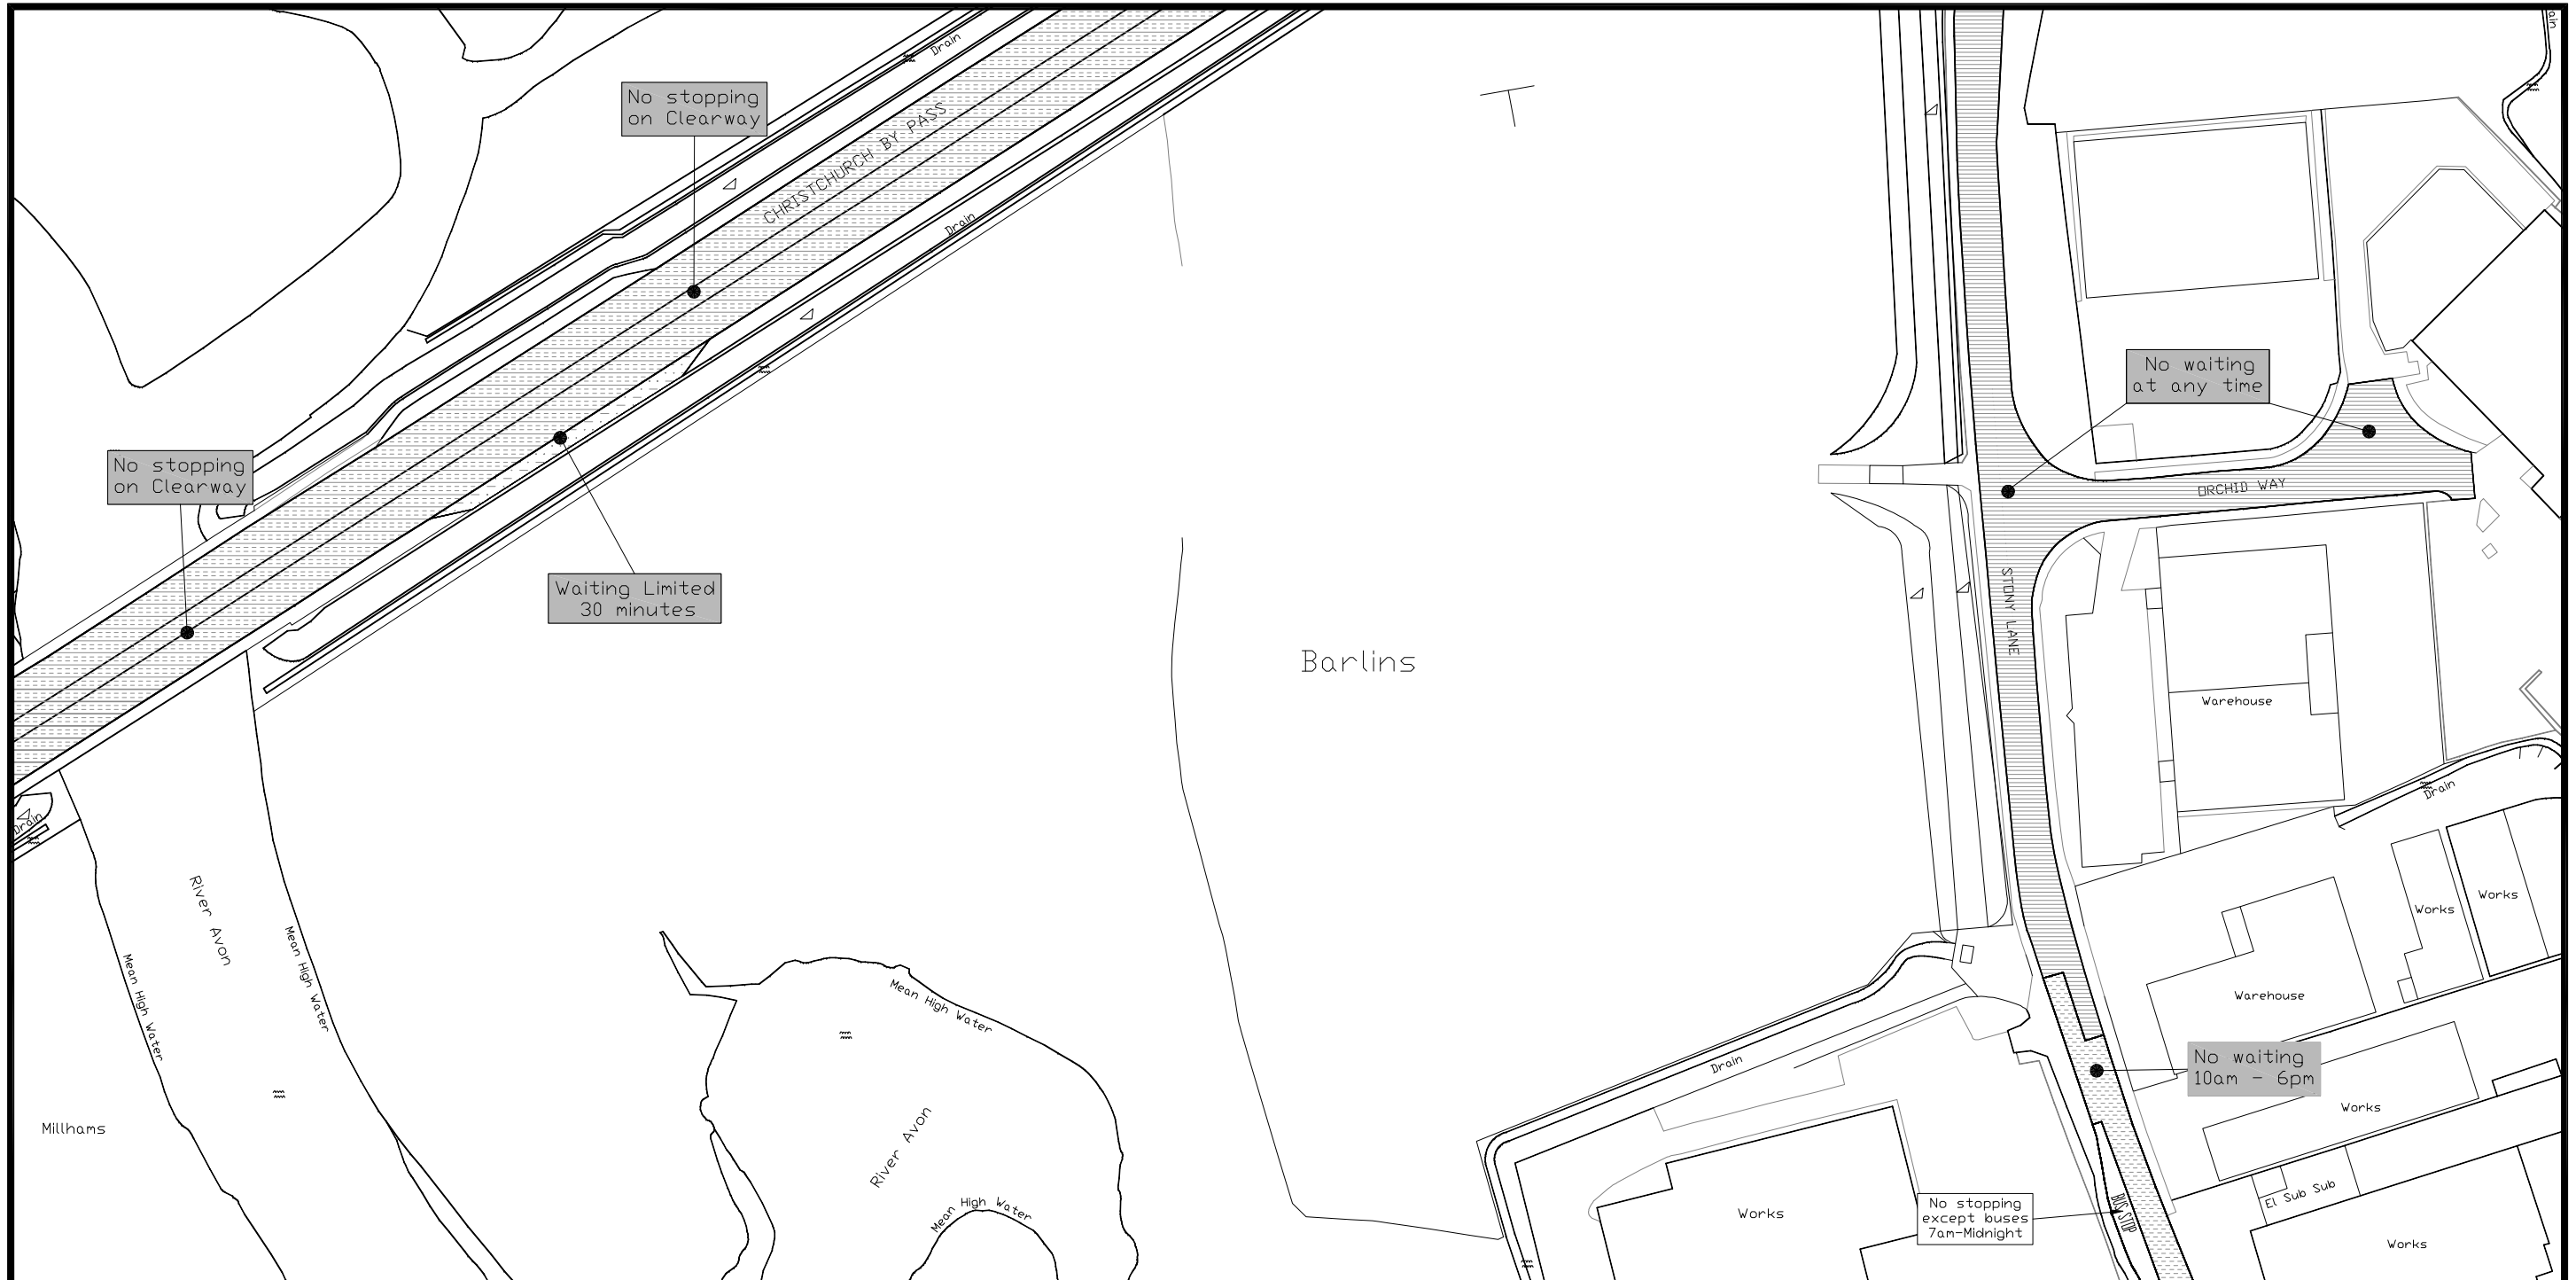 Drain
ain
No stopping
on Clearway
CHRISTCHURCH BY PASS
Drain
No waiting
at any time
No stopping
on Clearway
ORCHID WAY
Waiting Limited
30 minutes
STONY LANE
Barlins
Warehouse
Drain
Drain
River Avon
Mean High Water
Mean High Water
Works
Works
Warehouse
Mean High Water
No waiting
10am - 6pm
Drain
Millhams
River Avon
Works
Mean High Water
El Sub Sub
No stopping
except buses
7am-Midnight
BUS STOP
Works
Works